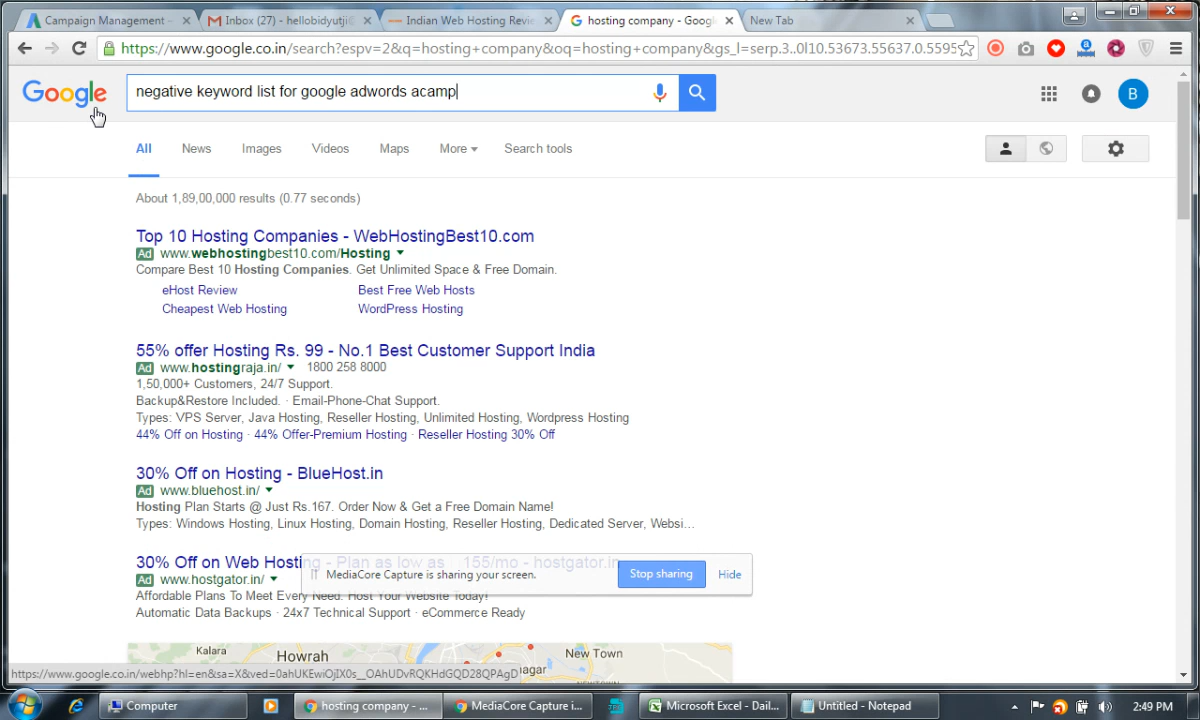 Campaign Management -
Inbox (27) - hellobidyutji@
Indian Web Hosting Revie
hosting company - Google
New Tab
https://www.google.co.in/search?espv=2&q=hosting+company&oq=hosting+company&gs_l=serp.3..0l10.53673.55637.0.5595
Google
negative keyword list for google adwords acamp
B
All
News
Images
Videos
Maps
More
Search tools
About 1,89,00,000 results (0.77 seconds)
Top 10 Hosting Companies - WebHostingBest10.com
Ad www.webhostingbest10.com/Hosting
Compare Best 10 Hosting Companies. Get Unlimited Space & Free Domain.
eHost Review
Best Free Web Hosts
Cheapest Web Hosting
WordPress Hosting
55% offer Hosting Rs. 99 - No.1 Best Customer Support India
Ad www.hostingraja.in/ 1800 258 8000
1,50,000+ Customers, 24/7 Support.
Backup&Restore Included. · Email-Phone-Chat Support.
Types: VPS Server, Java Hosting, Reseller Hosting, Unlimited Hosting, Wordpress Hosting
44% Off on Hosting · 44% Offer-Premium Hosting · Reseller Hosting 30% Off
30% Off on Hosting - BlueHost.in
Ad www.bluehost.in/
Hosting Plan Starts @ Just Rs.167. Order Now & Get a Free Domain Name!
Types: Windows Hosting, Linux Hosting, Domain Hosting, Reseller Hosting, Dedicated Server, Websi...
30% Off on Web Hosting - Plan as low as 155/mo - hostgator.in
Ad www.hostgator.in/
MediaCore Capture is sharing your screen.
Stop sharing
Hide
Affordable Plans To Meet Every Need. Host Your Website Today!
Automatic Data Backups · 24x7 Technical Support · eCommerce Ready
Kalara
Howrah
New Town
nagar
https://www.google.co.in/webhp?hl=en&sa=X&ved=0ahUKEwiOjIX0s__OAhUDvRQKHdGQD28QPAgD
Computer
hosting company - ...
MediaCore Capture i...
Microsoft Excel - Dail...
Untitled - Notepad
2:49 PM